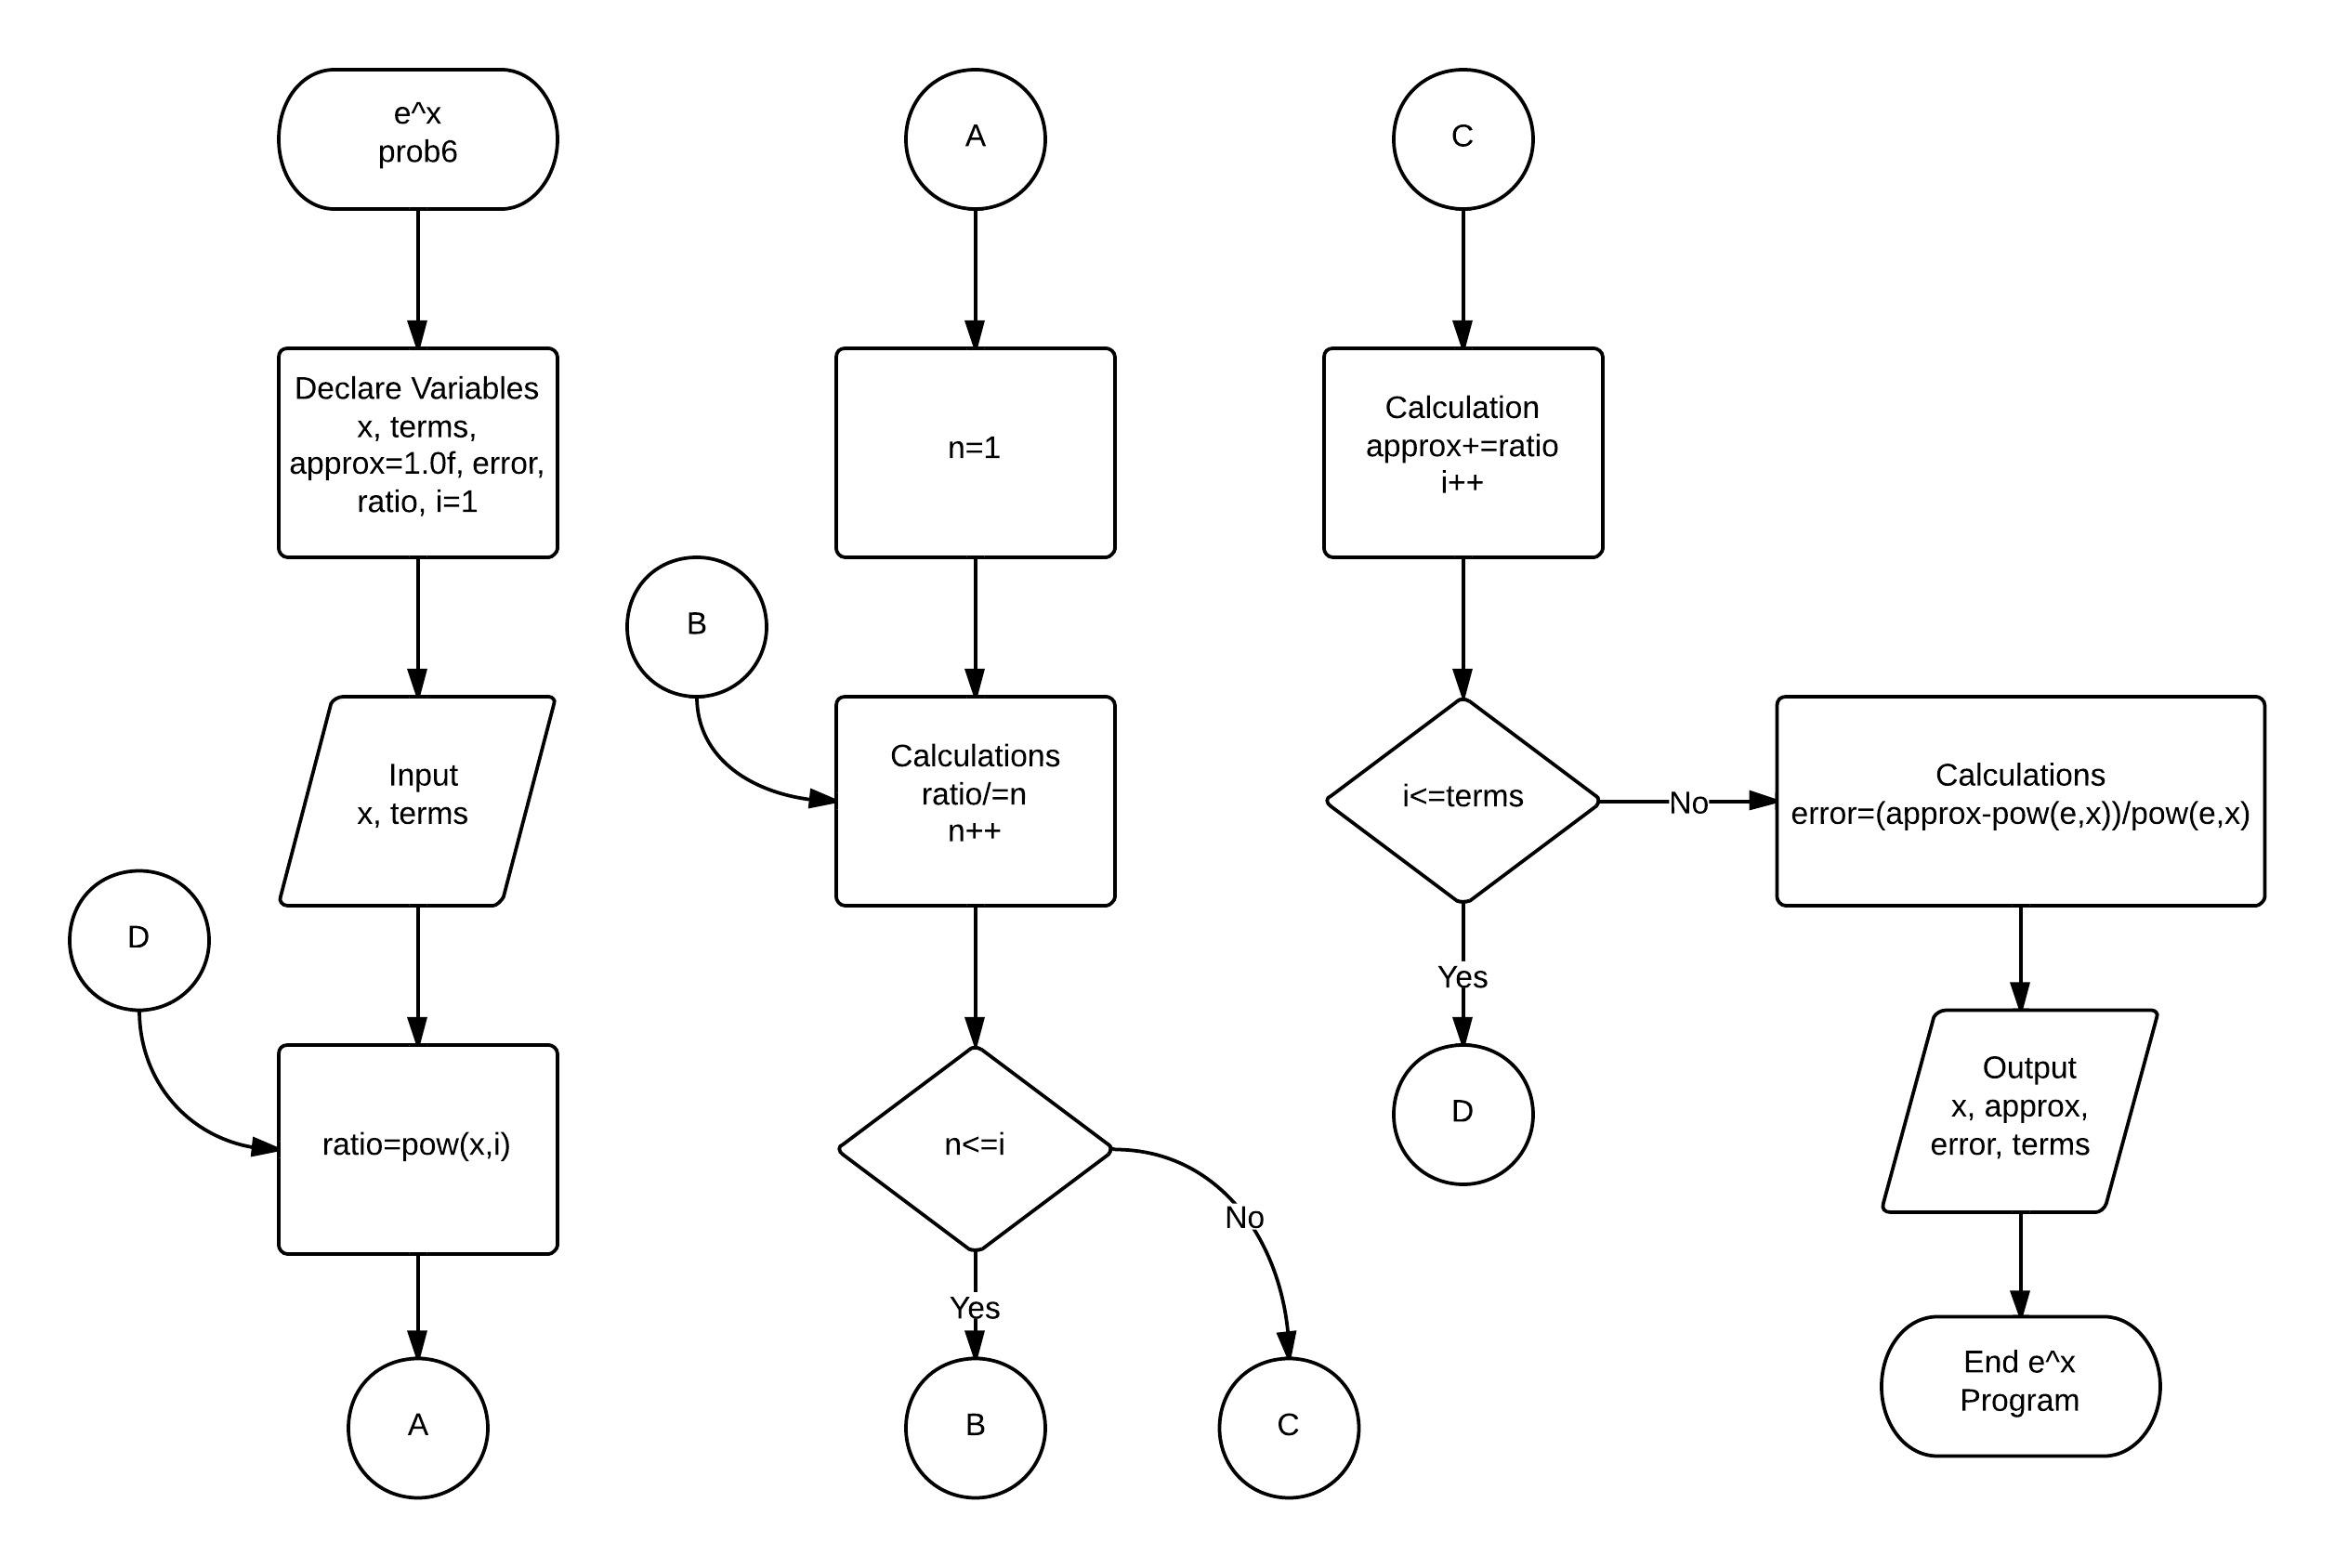 e^x
prob6
Declare Variables
x, terms,
approx=1.0f, error,
ratio, i=1
Input
x, terms
D
ratio=pow(x,i)
A
A
n=1
B
Calculations
ratio/=n
n++
n<=i
Yes
No
B
C
C
Calculation
approx+=ratio
i++
i<=terms
No
Yes
D
Calculations
error=(approx-pow(e,x))/pow(e,x)
Output
x, approx,
error, terms
End e^x
Program